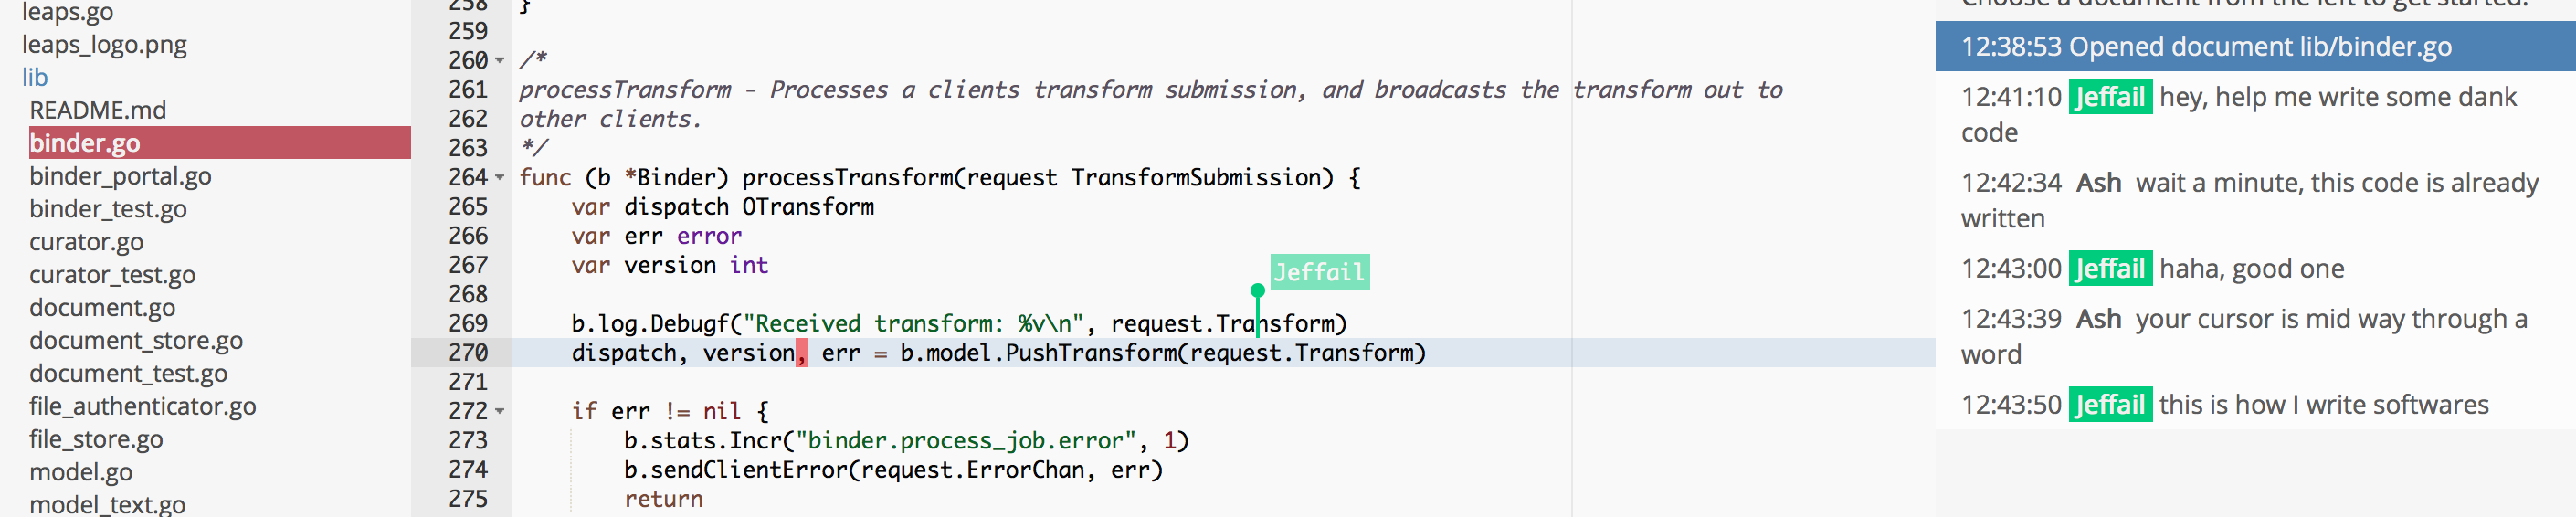 leaps.go
leaps_logo.png
lib
README.md
binder.go
binder_portal.go
binder_test.go
curator.go
curator_test.go
document.go
document_store.go
document_test.go
file_authenticator.go
file_store.go
model.go
model_text.go
258 }
259
260 /*
261 processTransform - Processes a clients transform submission, and broadcasts the transform out to
262 other clients.
263 */
264 func (b *Binder) processTransform(request TransformSubmission) {
265 var dispatch OTransform
266 var err error
267 var version int
Jeffail
268
269 b.log.Debugf("Received transform: %v\n", request.Transform)
270 dispatch, version, err = b.model.PushTransform(request.Transform)
271
272 if err != nil {
273 b.stats.Incr("binder.process_job.error", 1)
274 b.sendClientError(request.ErrorChan, err)
275 return
Choose a document from the left to get started.
12:38:53 Opened document lib/binder.go
12:41:10 Jeffail hey, help me write some dank
code
12:42:34 Ash wait a minute, this code is already
written
12:43:00 Jeffail haha, good one
12:43:39 Ash your cursor is mid way through a
word
12:43:50 Jeffail this is how I write softwares